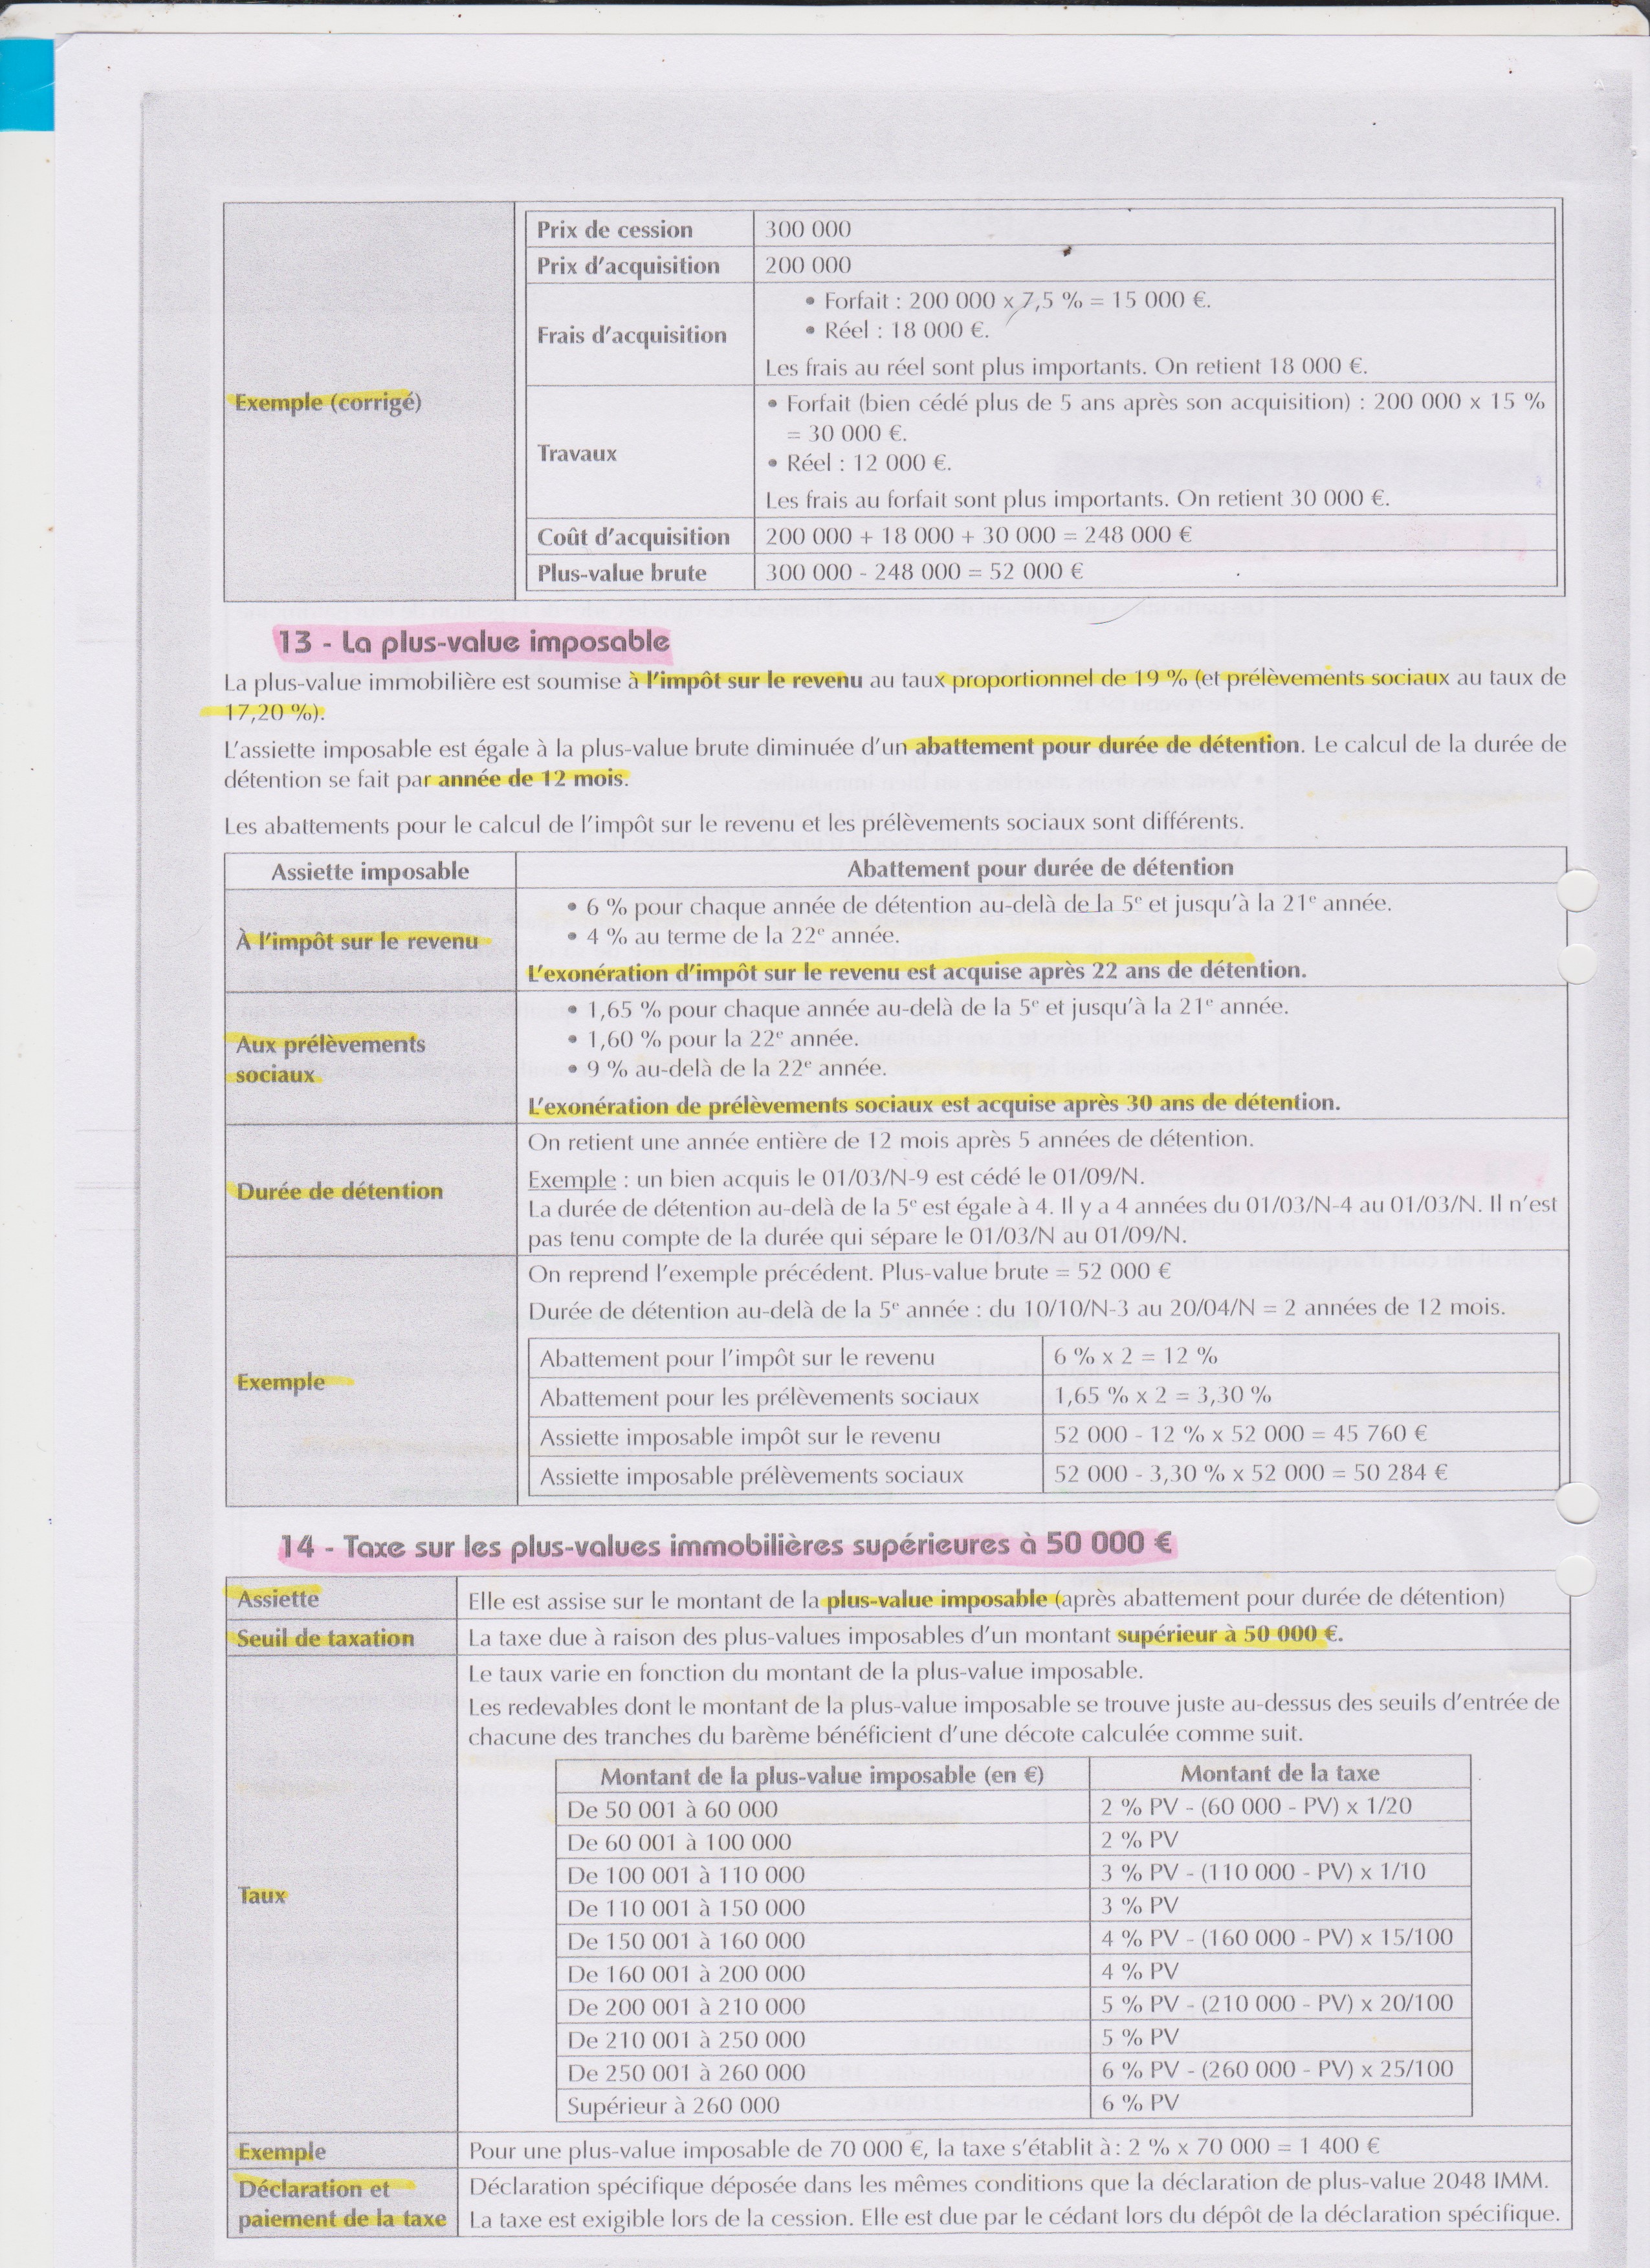 Prix de cession 300 000
Prix d'acquisition 200 000
• Forfait : 200 000 x 7,5 % = 15 000 €.
Frais d'acquisition • Réel : 18 000 €.
Les frais au réel sont plus importants. On retient 18 000 €.
Exemple (corrigé)
• Forfait (bien cédé plus de 5 ans après son acquisition) : 200 000 x 15 %
= 30 000 €.
Travaux
• Réel : 12 000 €.
Les frais au forfait sont plus importants. On retient 30 000 €.
Coût d'acquisition 200 000 + 18 000 + 30 000 = 248 000 €
Plus-value brute 300 000 - 248 000 = 52 000 €
13 - La plus-value imposable
La plus-value immobilière est soumise à l'impôt sur le revenu au taux proportionnel de 19 % (et prélèvements sociaux au taux de
17,20 %).
L'assiette imposable est égale à la plus-value brute diminuée d'un abattement pour durée de détention. Le calcul de la durée de
détention se fait par année de 12 mois.
Les abattements pour le calcul de l'impôt sur le revenu et les prélèvements sociaux sont différents.
Assiette imposable Abattement pour durée de détention
• 6 % pour chaque année de détention au-delà de la 5e et jusqu'à la 21e année.
À l'impôt sur le revenu • 4 % au terme de la 22e année.
L'exonération d'impôt sur le revenu est acquise après 22 ans de détention.
• 1,65 % pour chaque année au-delà de la 5e et jusqu'à la 21e année.
Aux prélèvements • 1,60 % pour la 22e année.
sociaux • 9 % au-delà de la 22e année.
L'exonération de prélèvements sociaux est acquise après 30 ans de détention.
On retient une année entière de 12 mois après 5 années de détention.
Durée de détention Exemple : un bien acquis le 01/03/N-9 est cédé le 01/09/N.
La durée de détention au-delà de la 5e est égale à 4. Il y a 4 années du 01/03/N-4 au 01/03/N. Il n'est
pas tenu compte de la durée qui sépare le 01/03/N au 01/09/N.
On reprend l'exemple précédent. Plus-value brute = 52 000 €
Durée de détention au-delà de la 5e année : du 10/10/N-3 au 20/04/N = 2 années de 12 mois.
Exemple
Abattement pour l'impôt sur le revenu 6 % x 2 = 12 %
Abattement pour les prélèvements sociaux 1,65 % x 2 = 3,30 %
Assiette imposable impôt sur le revenu 52 000 - 12 % x 52 000 = 45 760 €
Assiette imposable prélèvements sociaux 52 000 - 3,30 % x 52 000 = 50 284 €
14 - Taxe sur les plus-values immobilières supérieures à 50 000 €
Assiette Elle est assise sur le montant de la plus-value imposable (après abattement pour durée de détention)
Seuil de taxation La taxe due à raison des plus-values imposables d'un montant supérieur à 50 000 €.
Le taux varie en fonction du montant de la plus-value imposable.
Les redevables dont le montant de la plus-value imposable se trouve juste au-dessus des seuils d'entrée de
chacune des tranches du barème bénéficient d'une décote calculée comme suit.
Taux
Montant de la plus-value imposable (en €) Montant de la taxe
De 50 001 à 60 000 2 % PV - (60 000 - PV) x 1/20
De 60 001 à 100 000 2 % PV
De 100 001 à 110 000 3 % PV - (110 000 - PV) x 1/10
De 110 001 à 150 000 3 % PV
De 150 001 à 160 000 4 % PV - (160 000 - PV) x 15/100
De 160 001 à 200 000 4 % PV
De 200 001 à 210 000 5 % PV - (210 000 - PV) x 20/100
De 210 001 à 250 000 5 % PV
De 250 001 à 260 000 6 % PV - (260 000 - PV) x 25/100
Supérieur à 260 000 6 % PV
Exemple Pour une plus-value imposable de 70 000 €, la taxe s'établit à : 2 % x 70 000 = 1 400 €
Déclaration et Déclaration spécifique déposée dans les mêmes conditions que la déclaration de plus-value 2048 IMM.
paiement de la taxe La taxe est exigible lors de la cession. Elle est due par le cédant lors du dépôt de la déclaration spécifique.